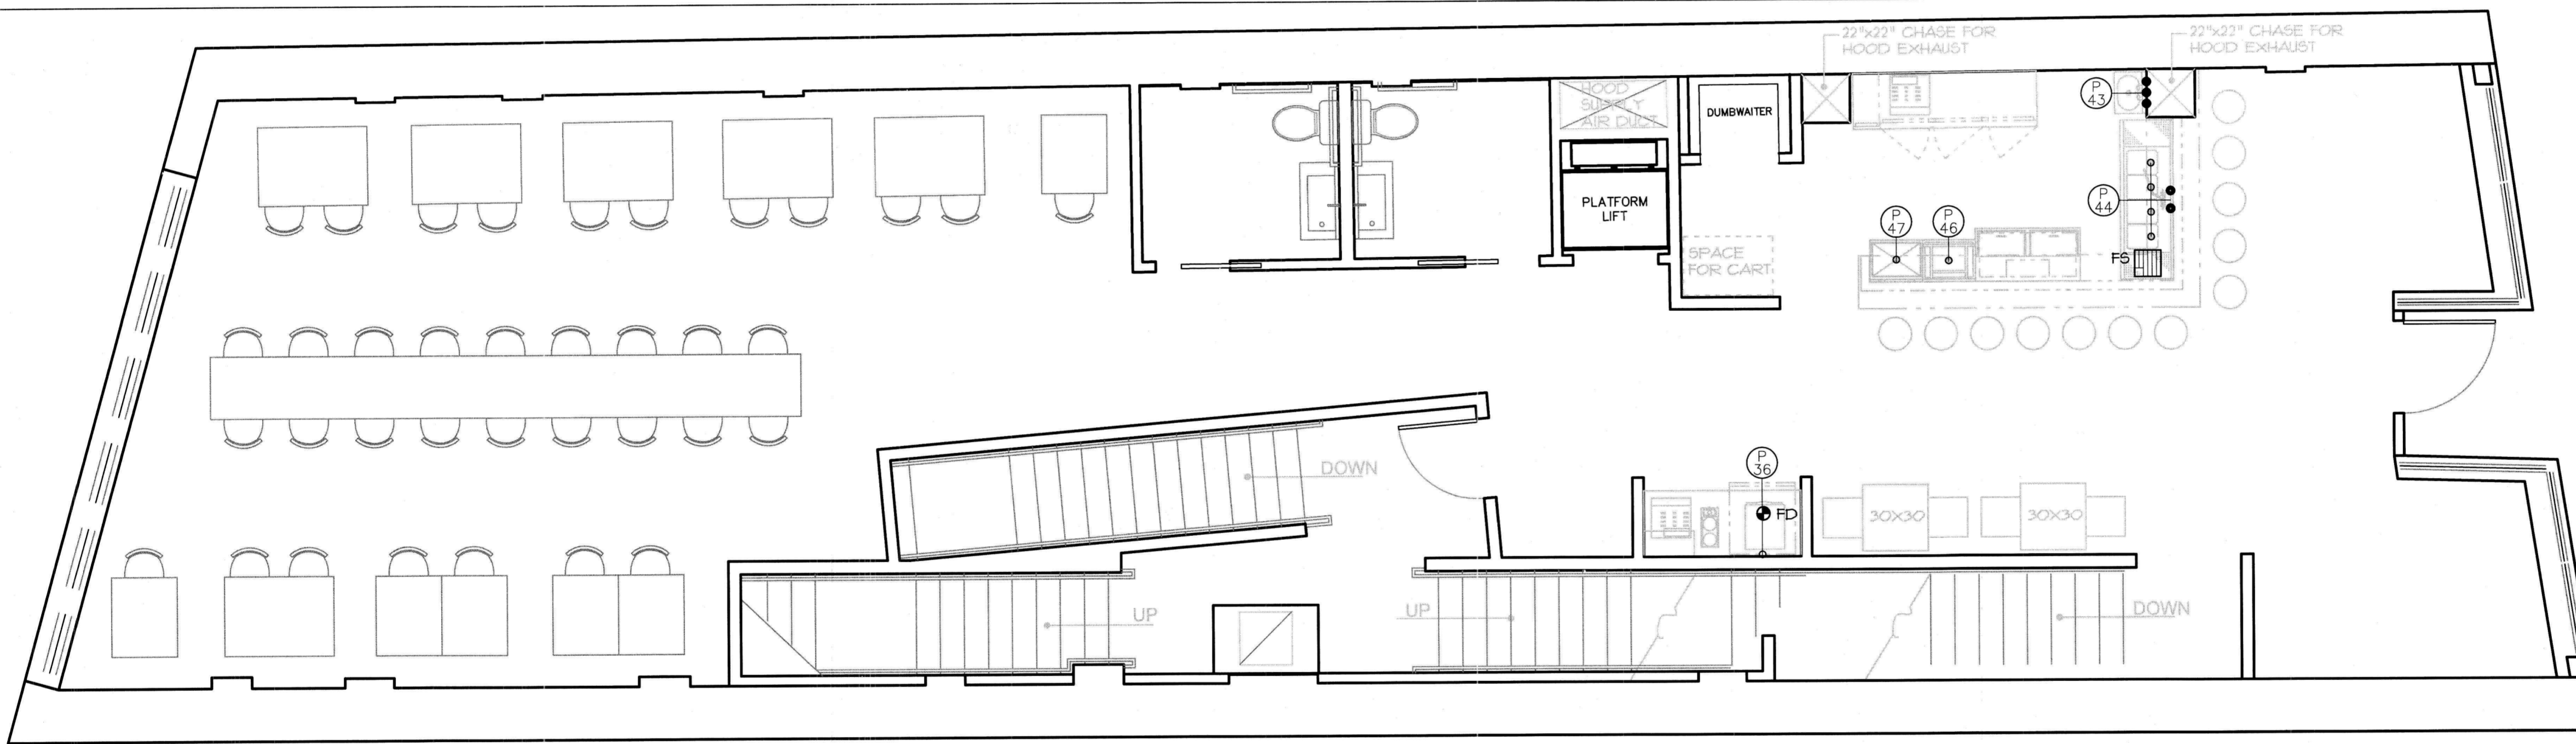 22"x22" CHASE FOR
HOOD EXHAUST
22"x22" CHASE FOR
HOOD EXHAUST
HOOD
SUPPLY
AIR DUCT
DUMBWAITER
P
43
PLATFORM
LIFT
P
44
P
47
P
46
SPACE
FOR CART
FS
DOWN
P
36
FD
30X30
30X30
UP
UP
DOWN